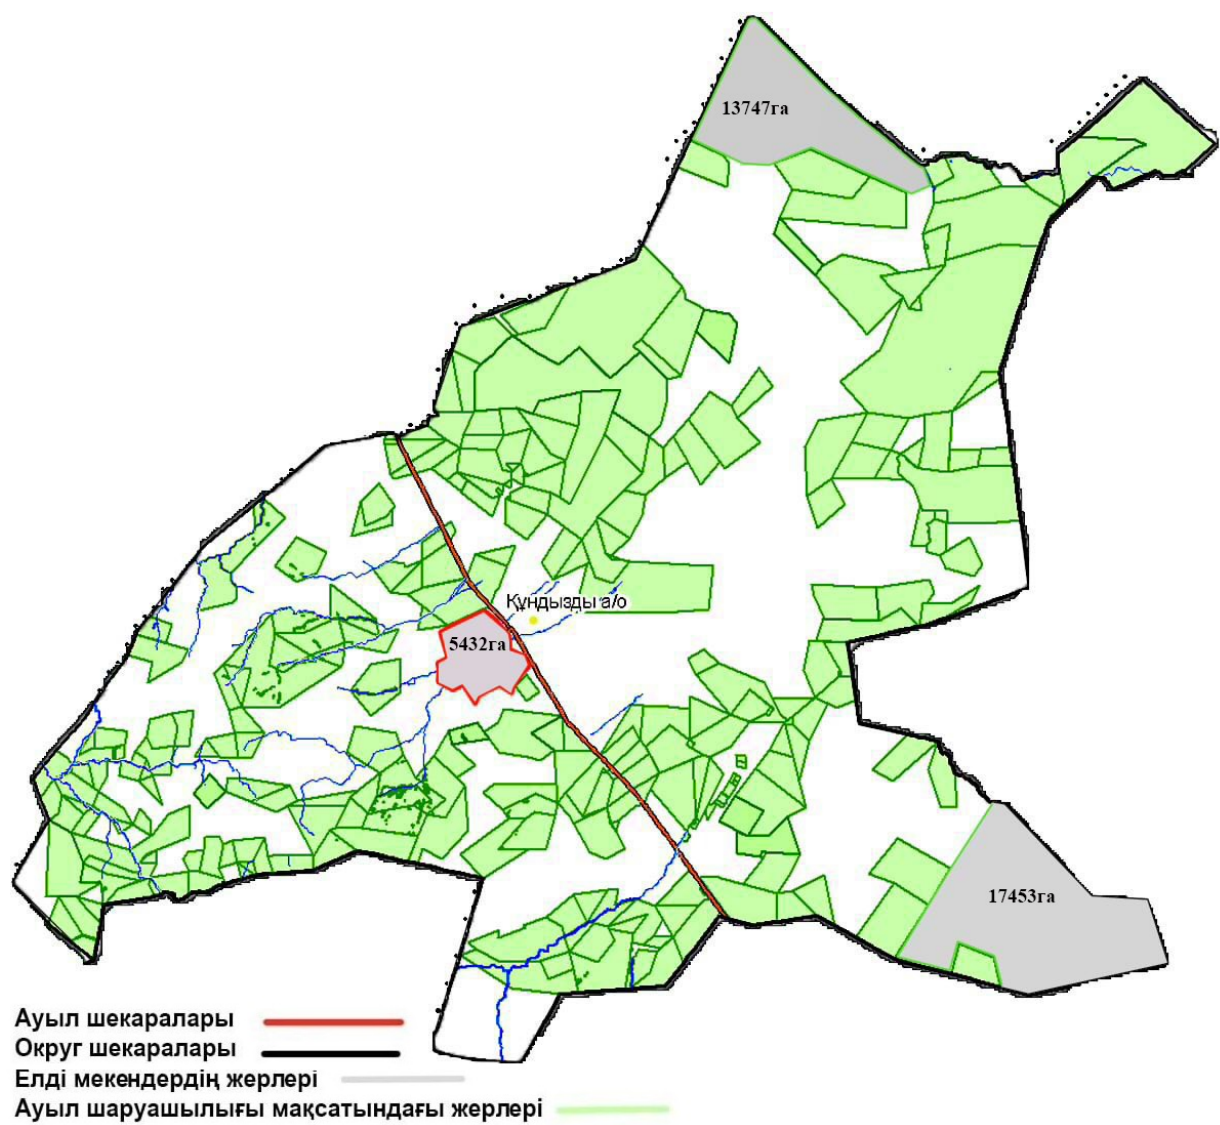 13747га
Құндызды а/о
5432га
17453га
Ауыл шекаралары
Округ шекаралары
Елді мекендердің жерлері
Ауыл шаруашылығы мақсатындағы жерлері